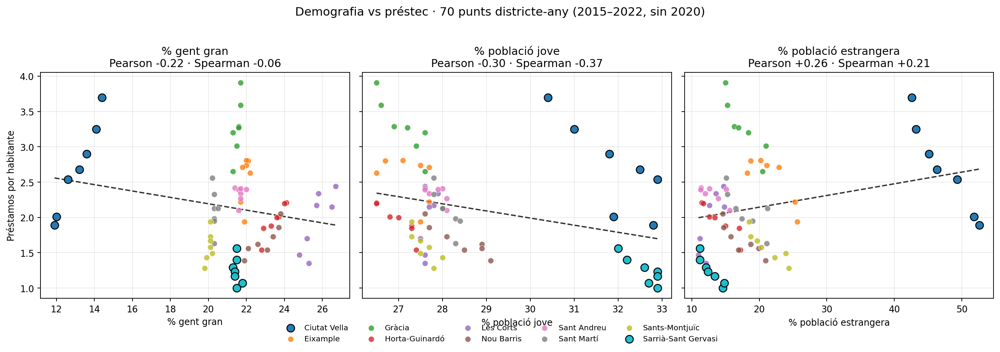 Demografia vs préstec · 70 punts districte-any (2015–2022, sin 2020)
% gent gran
Pearson -0.22 · Spearman -0.06
% població jove
Pearson -0.30 · Spearman -0.37
% població estrangera
Pearson +0.26 · Spearman +0.21
Préstamos por habitante
4.0
3.5
3.0
2.5
2.0
1.5
1.0
12 14 16 18 20 22 24 26
27 28 29 30 31 32 33
10 20 30 40 50
% gent gran
% població jove
% població estrangera
Ciutat Vella Gràcia Les Corts Sant Andreu Sants-Montjuïc
Eixample Horta-Guinardó Nou Barris Sant Martí Sarrià-Sant Gervasi